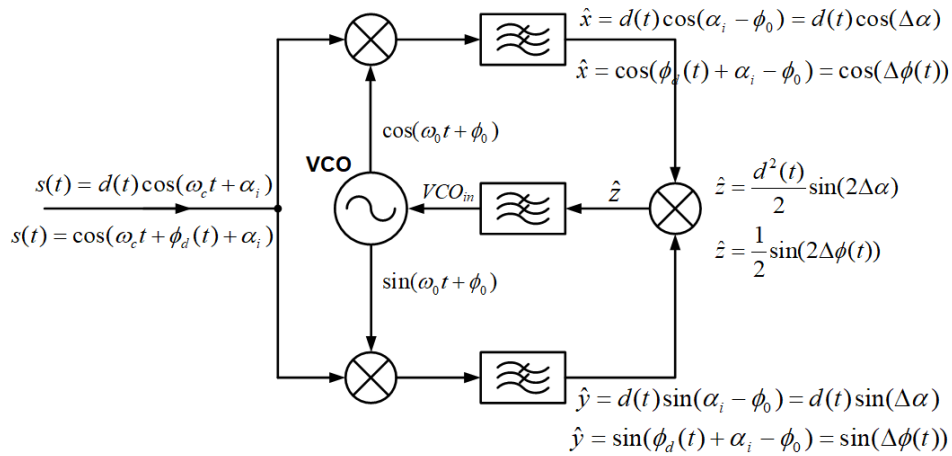 x̂ = d(t)cos(α_i − ϕ_0) = d(t)cos(Δα)
x̂ = cos(ϕ_d(t) + α_i − ϕ_0) = cos(Δϕ(t))
cos(ω_0 t + ϕ_0)
VCO
s(t) = d(t)cos(ω_c t + α_i)
s(t) = cos(ω_c t + ϕ_d(t) + α_i)
VCO_in
ẑ
ẑ = d²(t)/2 sin(2Δα)
ẑ = 1/2 sin(2Δϕ(t))
sin(ω_0 t + ϕ_0)
ŷ = d(t)sin(α_i − ϕ_0) = d(t)sin(Δα)
ŷ = sin(ϕ_d(t) + α_i − ϕ_0) = sin(Δϕ(t))